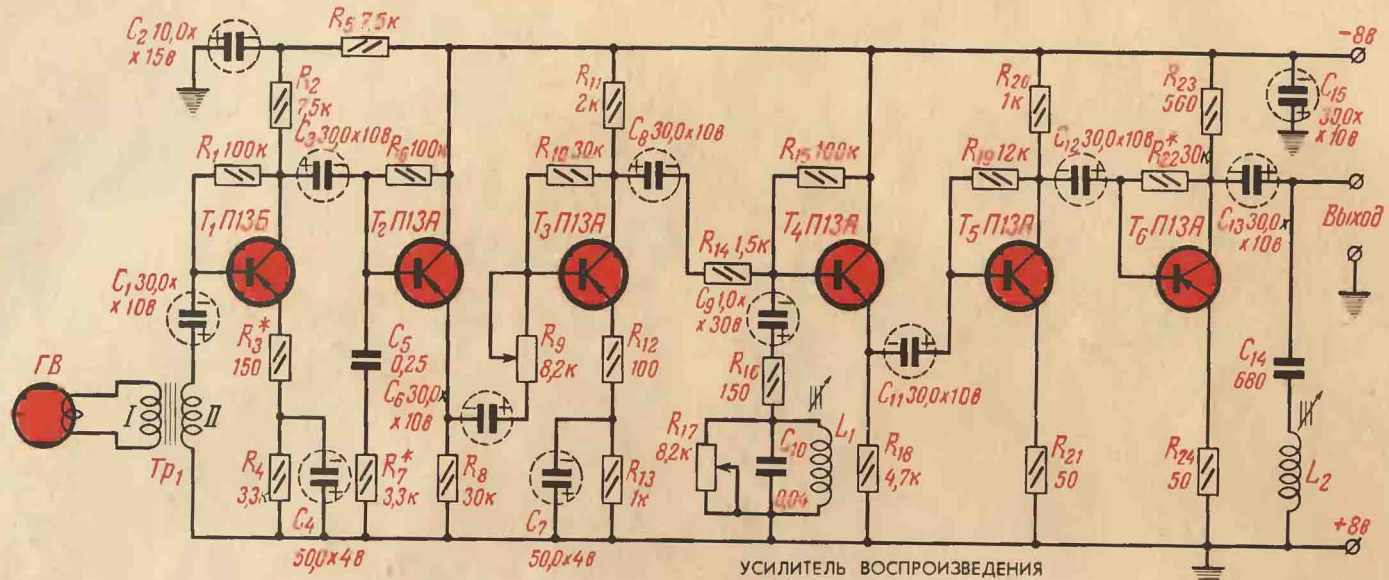 C2 10,0х
х 15в
R5 7,5к
–8в
R2
7,5к
R11
2к
R20
1к
R23
560
C15
30,0х
х10в
R1 100к
C3 30,0х10в
R6 100к
R10 30к
C8 30,0х10в
R15 100к
R19 12к
C12 30,0х10в
R22* 30к
T1 П13Б
T2 П13А
T3 П13А
R14 1,5к
T4 П13А
T5 П13А
T6 П13А
C13 30,0х
х10в
Выход
C1 30,0х
х 10в
C9 1,0х
х 30в
R3*
150
C5
0,25
R9
8,2к
R12
100
R16
150
C11 30,0х10в
C14
680
C6 30,0х
х 10в
ГВ
I
II
Тр1
R4
3,3к
C4
50,0х4в
R7*
3,3к
R8
30к
C7
50,0х4в
R13
1к
R17
8,2к
C10
0,04
L1
R18
4,7к
R21
50
R24
50
L2
+8в
УСИЛИТЕЛЬ ВОСПРОИЗВЕДЕНИЯ